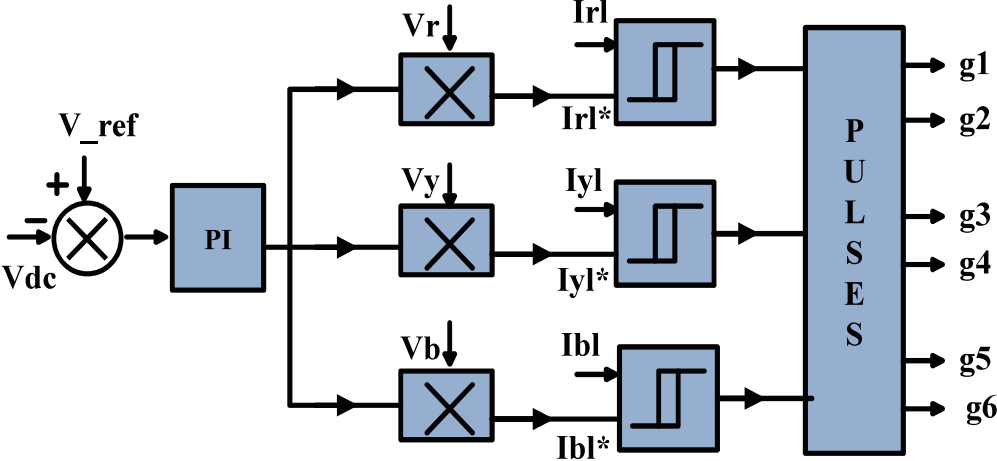 Vr
Irl
g1
Irl*
g2
V_ref
+
P
U
L
S
E
S
Vy
Iyl
g3
PI
-
Vdc
Iyl*
g4
Vb
Ibl
g5
Ibl*
g6